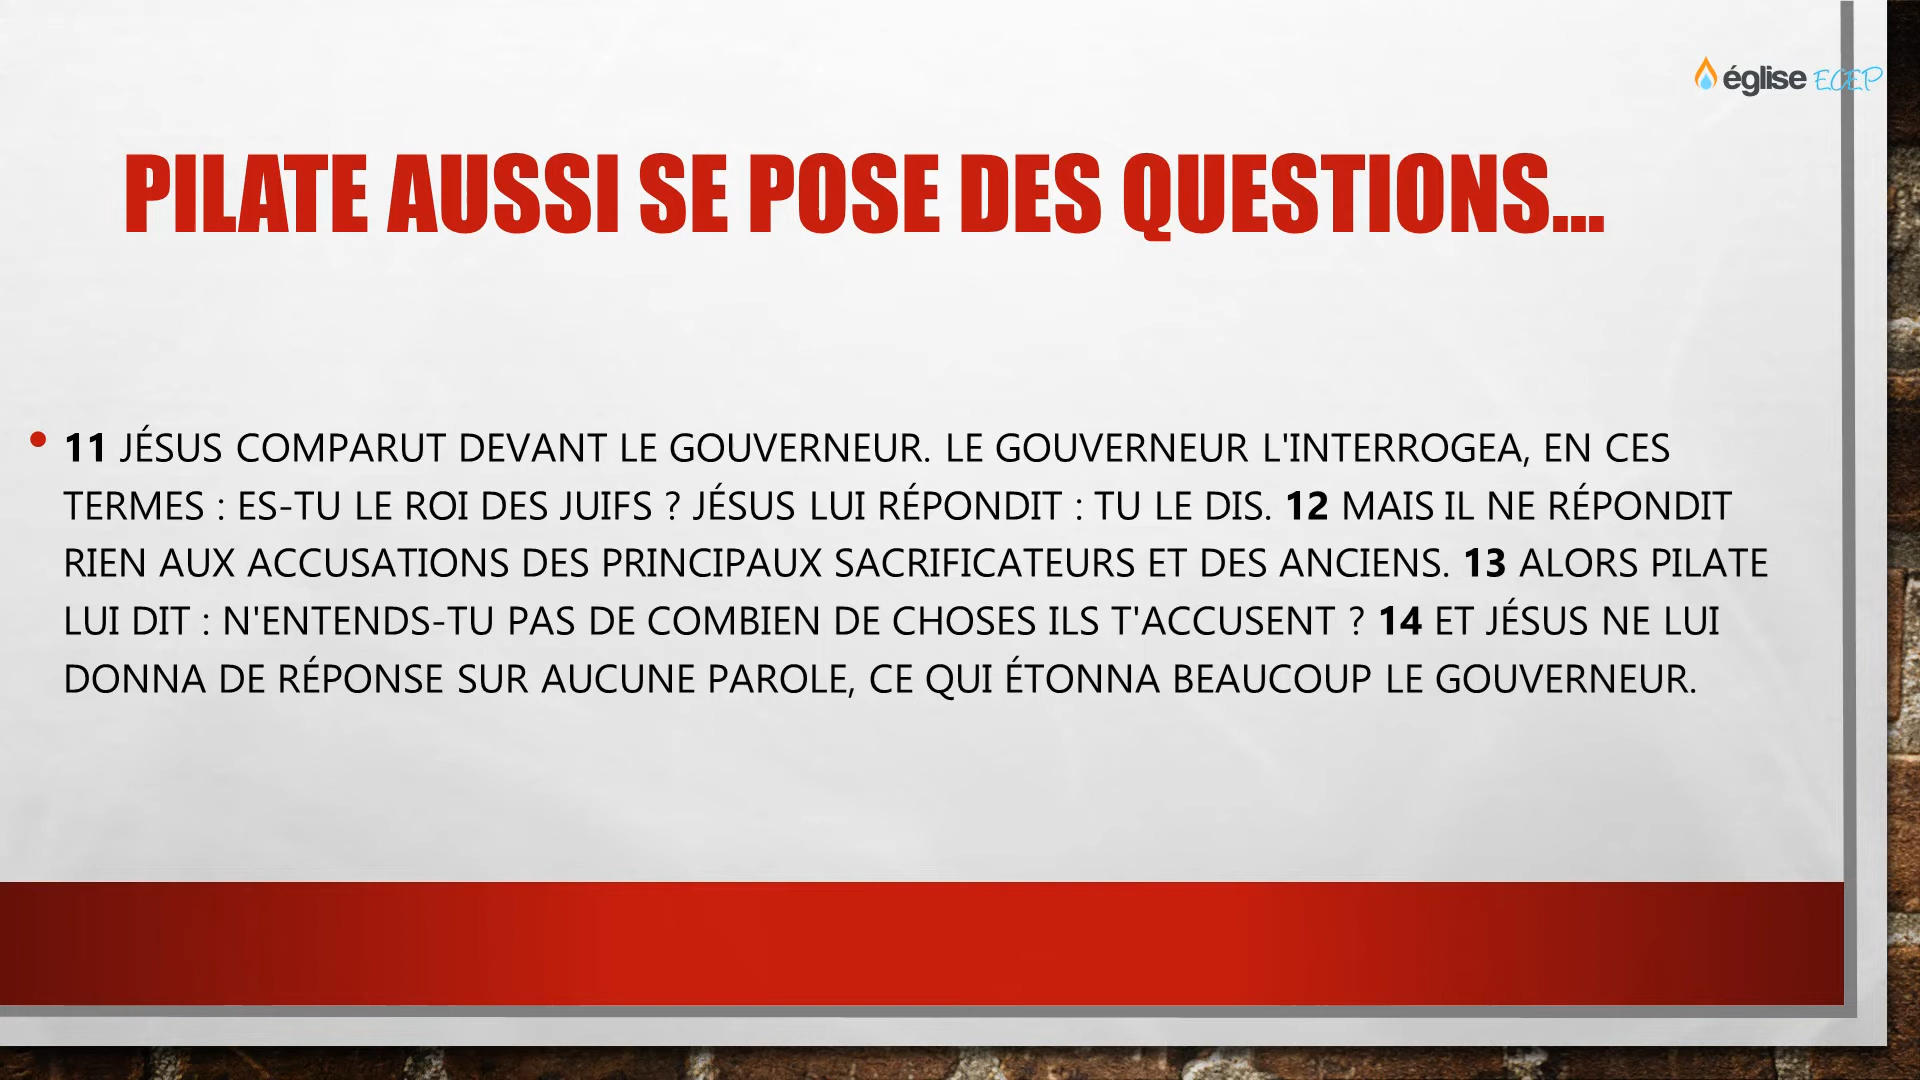 église ECEP
PILATE AUSSI SE POSE DES QUESTIONS...
• 11 JÉSUS COMPARUT DEVANT LE GOUVERNEUR. LE GOUVERNEUR L'INTERROGEA, EN CES
TERMES : ES-TU LE ROI DES JUIFS ? JÉSUS LUI RÉPONDIT : TU LE DIS. 12 MAIS IL NE RÉPONDIT
RIEN AUX ACCUSATIONS DES PRINCIPAUX SACRIFICATEURS ET DES ANCIENS. 13 ALORS PILATE
LUI DIT : N'ENTENDS-TU PAS DE COMBIEN DE CHOSES ILS T'ACCUSENT ? 14 ET JÉSUS NE LUI
DONNA DE RÉPONSE SUR AUCUNE PAROLE, CE QUI ÉTONNA BEAUCOUP LE GOUVERNEUR.